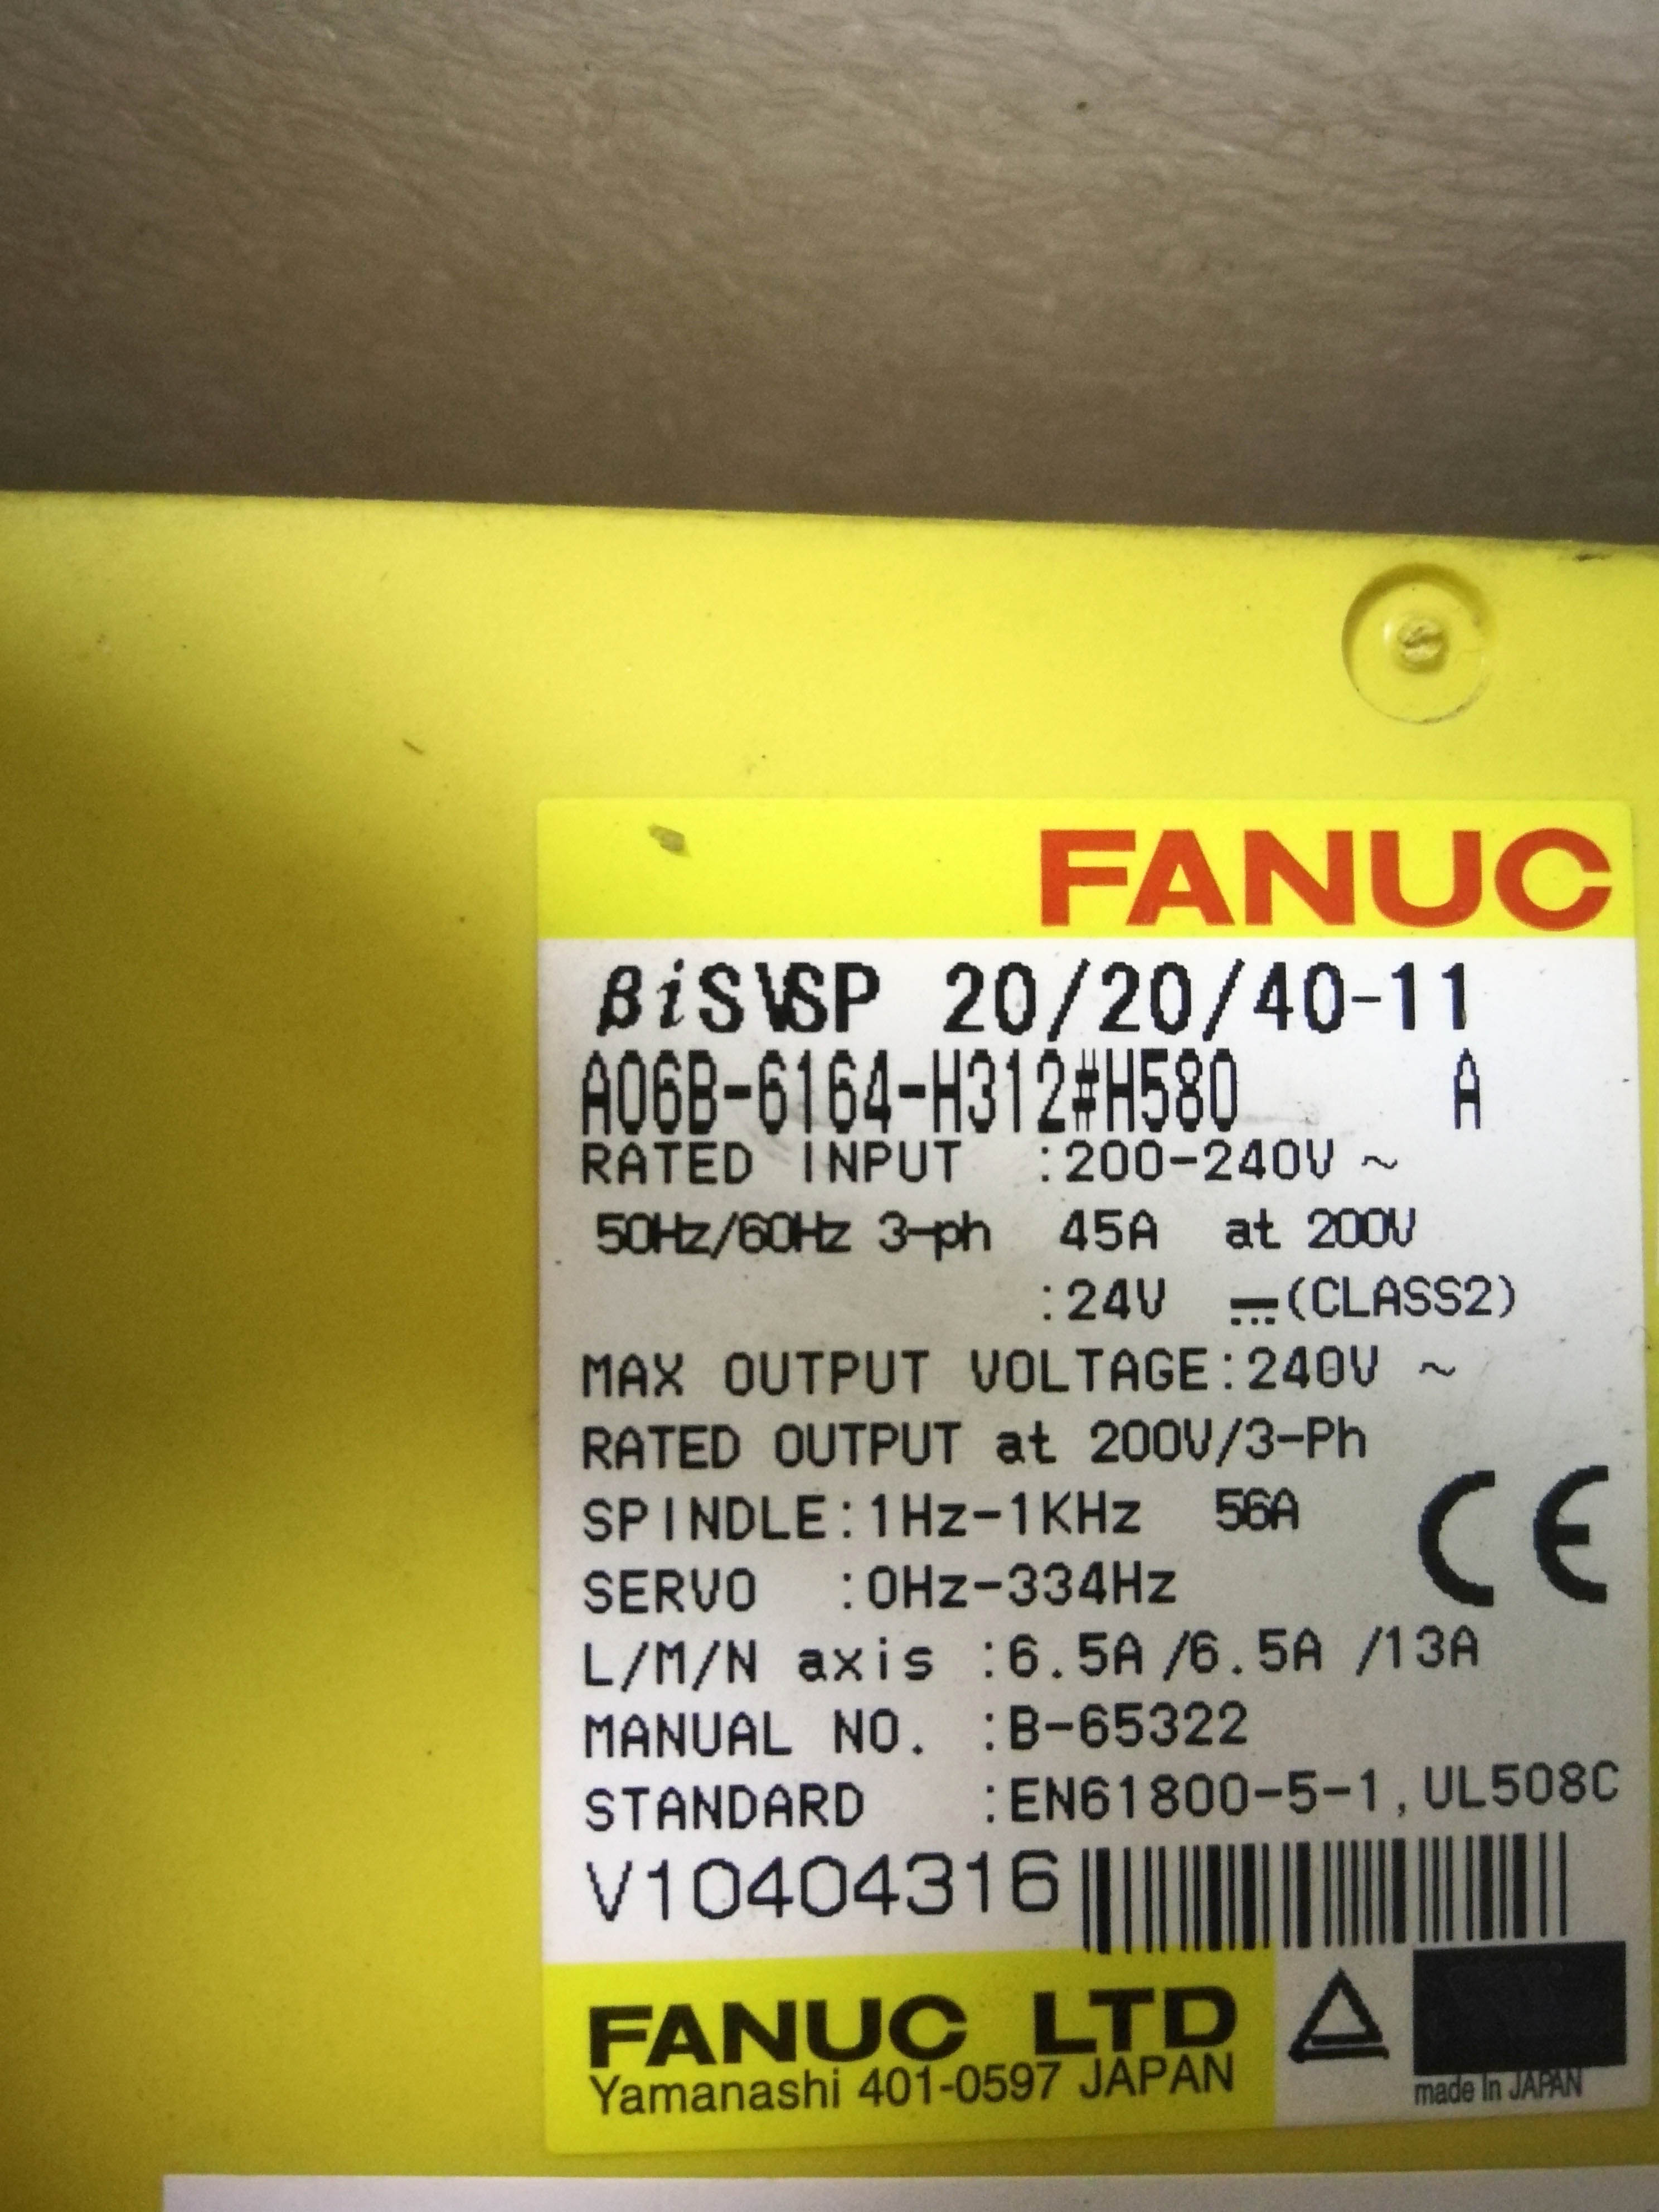 FANUC
βiSVSP 20/20/40-11
A06B-6164-H312#H580 A
RATED INPUT :200-240V ~
50Hz/60Hz 3-ph 45A at 200V
:24V ⎓(CLASS2)
MAX OUTPUT VOLTAGE:240V ~
RATED OUTPUT at 200V/3-Ph
SPINDLE:1Hz-1KHz 56A
CE
SERVO :0Hz-334Hz
L/M/N axis :6.5A /6.5A /13A
MANUAL NO. :B-65322
STANDARD :EN61800-5-1,UL508C
V10404316
FANUC LTD
Yamanashi 401-0597 JAPAN
made In JAPAN